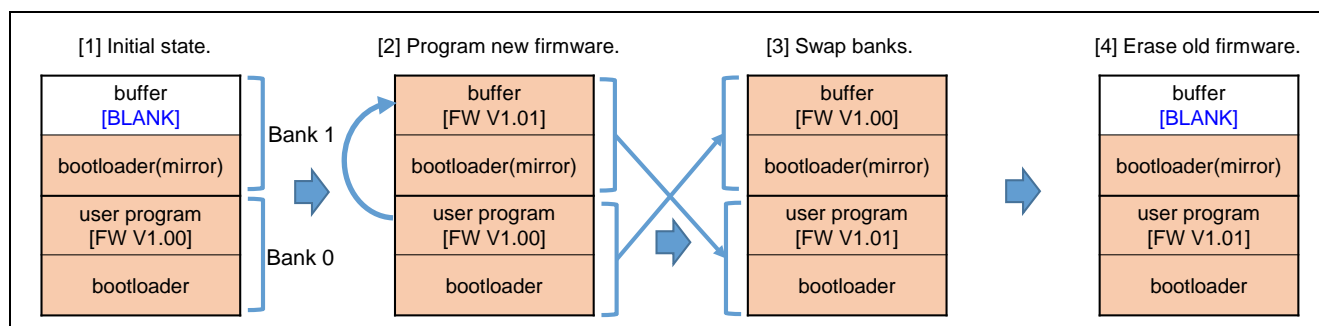 [1] Initial state.
buffer
[BLANK]
bootloader(mirror)
user program
[FW V1.00]
bootloader
Bank 1
Bank 0
[2] Program new firmware.
buffer
[FW V1.01]
bootloader(mirror)
user program
[FW V1.00]
bootloader
[3] Swap banks.
buffer
[FW V1.00]
bootloader(mirror)
user program
[FW V1.01]
bootloader
[4] Erase old firmware.
buffer
[BLANK]
bootloader(mirror)
user program
[FW V1.01]
bootloader